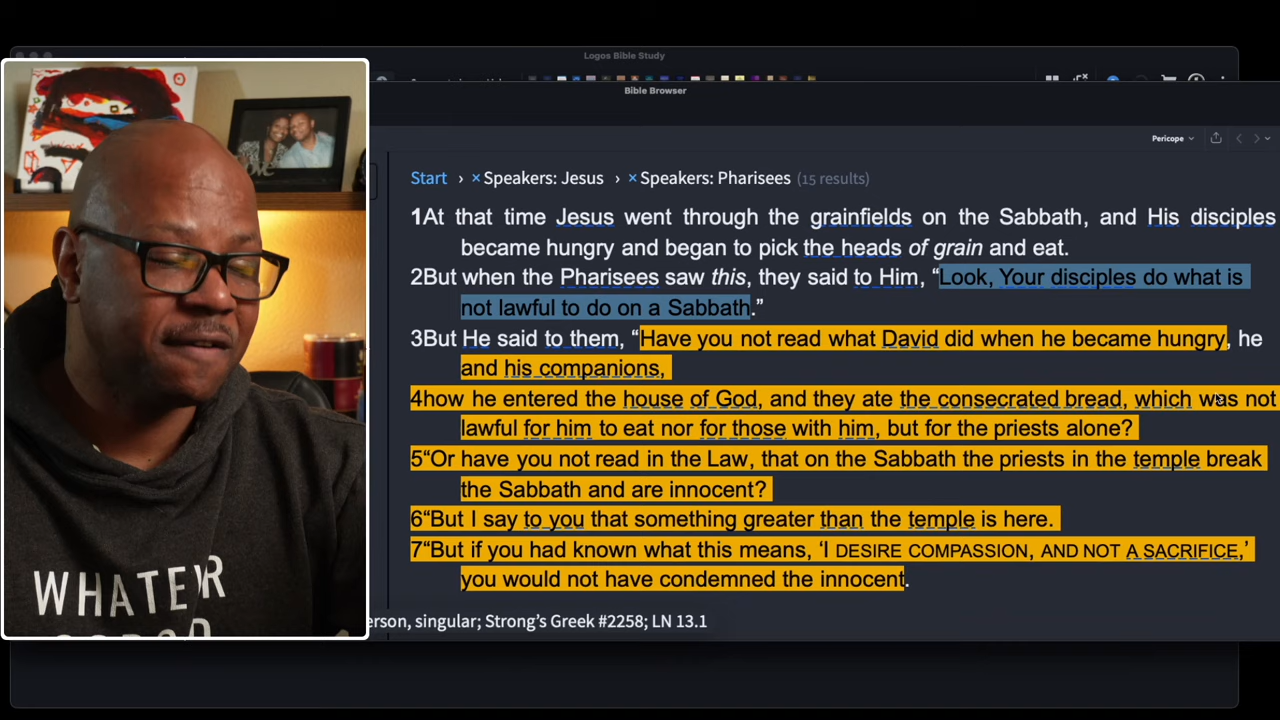 Logos Bible Study
Bible Browser
Pericope
Start › × Speakers: Jesus › × Speakers: Pharisees (15 results)
1At that time Jesus went through the grainfields on the Sabbath, and His disciples
became hungry and began to pick the heads of grain and eat.
2But when the Pharisees saw this, they said to Him, “Look, Your disciples do what is
not lawful to do on a Sabbath.”
3But He said to them, “Have you not read what David did when he became hungry, he
and his companions,
4how he entered the house of God, and they ate the consecrated bread, which was not
lawful for him to eat nor for those with him, but for the priests alone?
5“Or have you not read in the Law, that on the Sabbath the priests in the temple break
the Sabbath and are innocent?
6“But I say to you that something greater than the temple is here.
7“But if you had known what this means, ‘I DESIRE COMPASSION, AND NOT A SACRIFICE,’
you would not have condemned the innocent.
erson, singular; Strong’s Greek #2258; LN 13.1